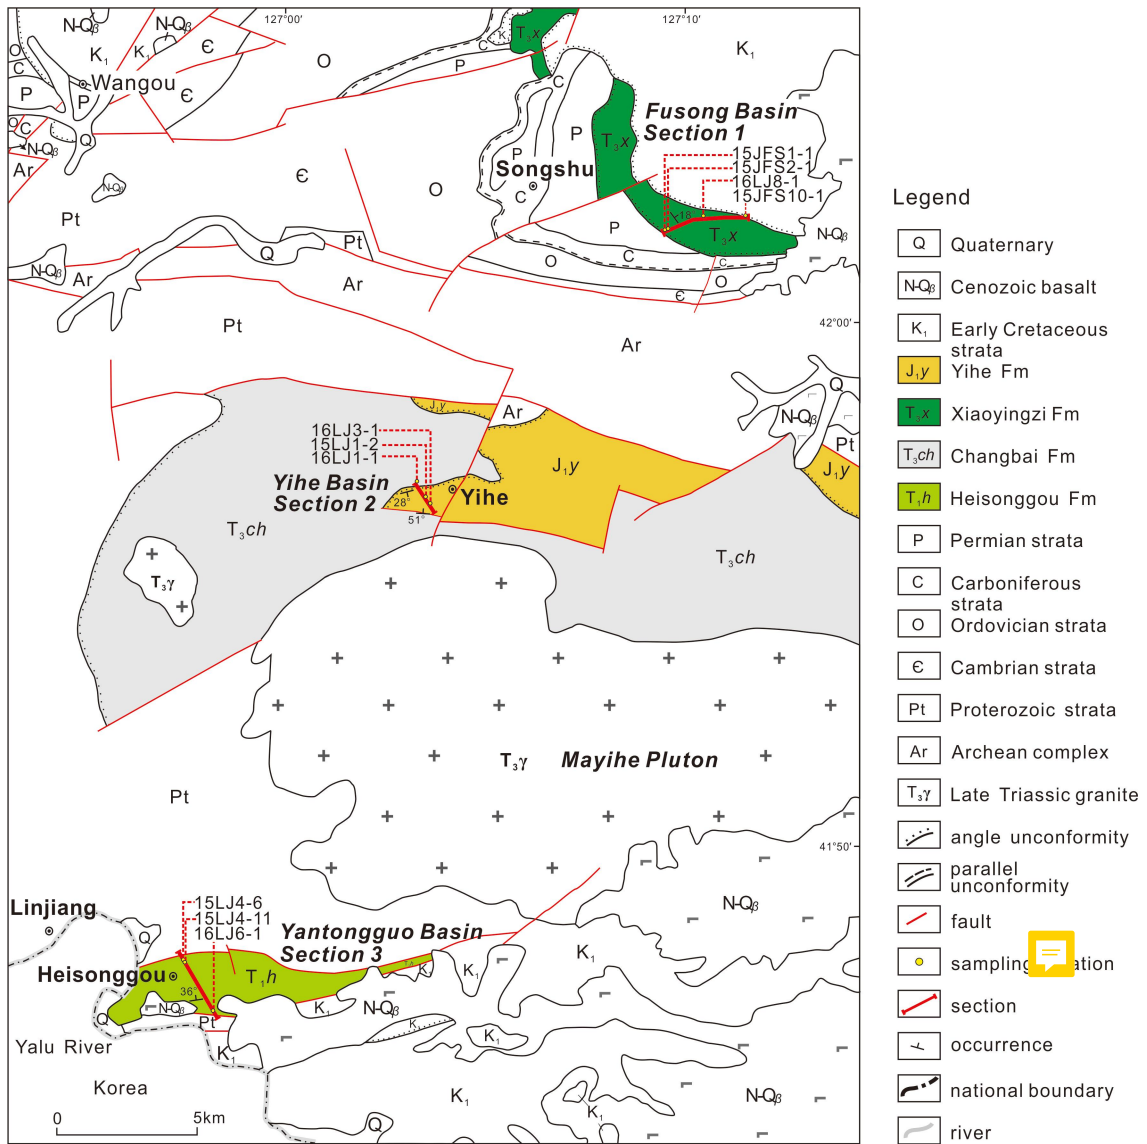 127°00'
127°10'
N-Qβ
N-Qβ
K₁
K₁
Є
O
C
P
P
Wangou
Є
O
C
K
P
T₃x
C
K₁
Fusong Basin
Section 1
T₃x
P
P
Songshu
C
15JFS1-1
15JFS2-1
16LJ8-1
15JFS10-1
18
T₃x
N-Qβ
O
C
Q
N-Qβ
Ar
N-Qβ
Pt
Є
O
P
C
C
O
O
Є
Pt
Q
N-Qβ
Ar
Ar
42°00'
Pt
Ar
Q
N-Qβ
Pt
J₁y
J₁y
Ar
J₁y
16LJ3-1
15LJ1-2
16LJ1-1
Yihe Basin
Section 2
28°
51°
Yihe
T₃ch
T₃ch
T₃γ
T₃γ
Mayihe Pluton
Pt
41°50'
Linjiang
15LJ4-6
15LJ4-11
16LJ6-1
Yantongguo Basin
Section 3
N-Qβ
Q
Heisonggou
T₁h
36°
N-Qβ
Q
Pt
K₁
K₁
K
K₁
K₁
N-Qβ
K
K₁
Yalu River
Korea
K₁
K₁
N-Qβ
Q
0
5km
Legend
Q
Quaternary
N-Qβ
Cenozoic basalt
K₁
Early Cretaceous
strata
J₁y
Yihe Fm
T₃x
Xiaoyingzi Fm
T₃ch
Changbai Fm
T₁h
Heisonggou Fm
P
Permian strata
C
Carboniferous
strata
O
Ordovician strata
Є
Cambrian strata
Pt
Proterozoic strata
Ar
Archean complex
T₃γ
Late Triassic granite
angle unconformity
parallel
unconformity
fault
sampling
section
occurrence
national boundary
river